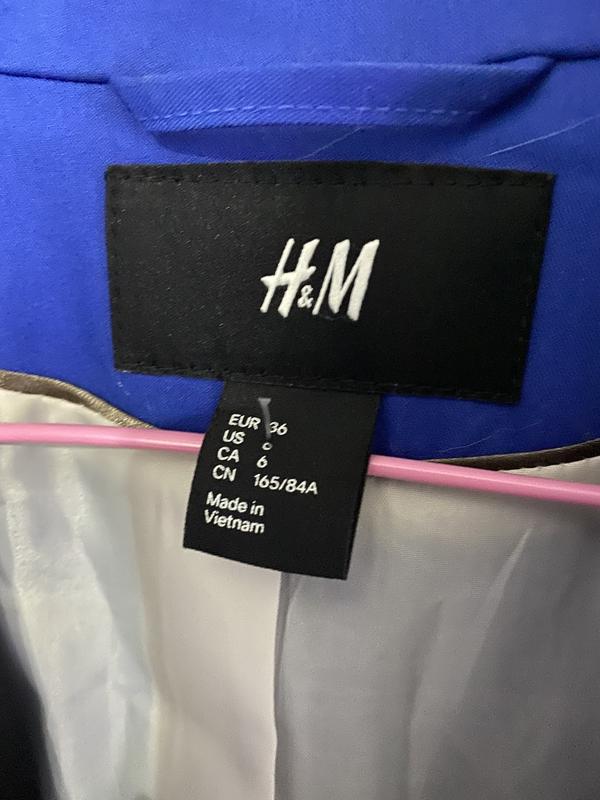 H&M
EUR 36
US
CA 6
CN 165/84A
Made in
Vietnam